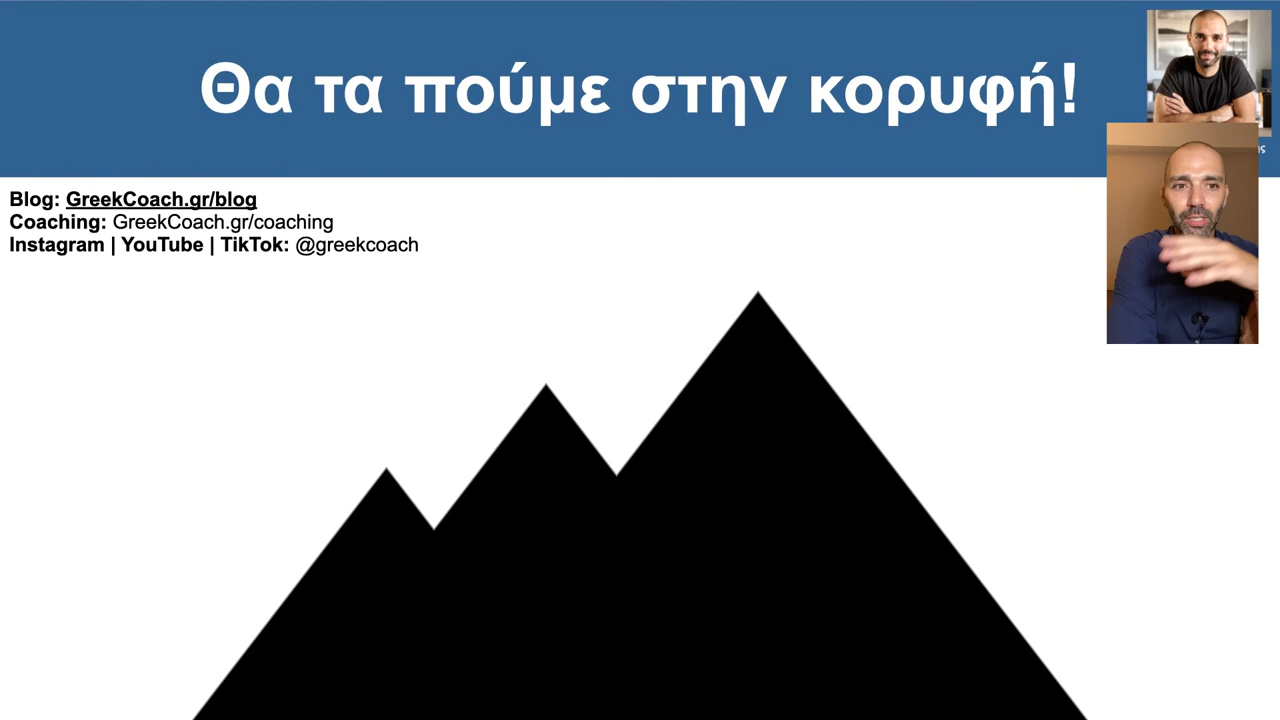 Θα τα πούμε στην κορυφή!
Blog: GreekCoach.gr/blog
Coaching: GreekCoach.gr/coaching
Instagram | YouTube | TikTok: @greekcoach